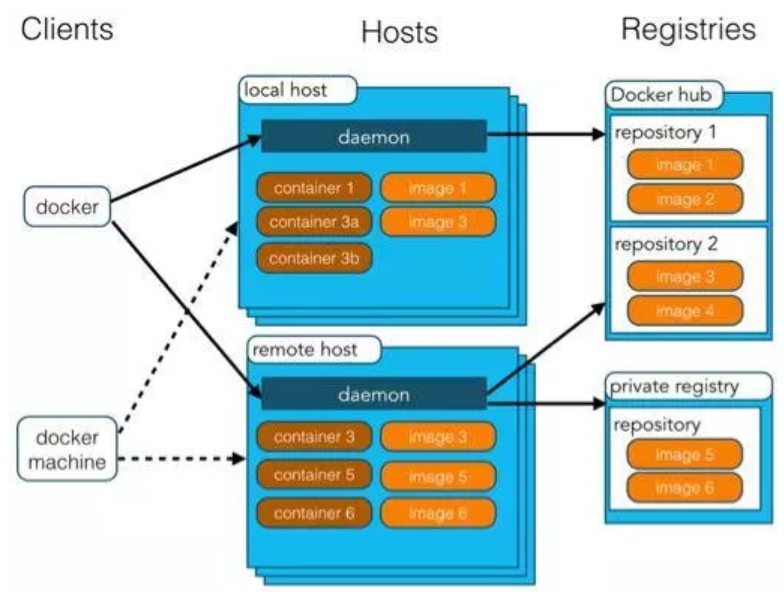 Clients
Hosts
Registries
local host
daemon
container 1
image 1
container 3a
image 3
container 3b
docker
docker
machine
remote host
daemon
container 3
image 3
container 5
image 5
container 6
image 6
Docker hub
repository 1
image 1
image 2
repository 2
image 3
image 4
private registry
repository
image 5
image 6